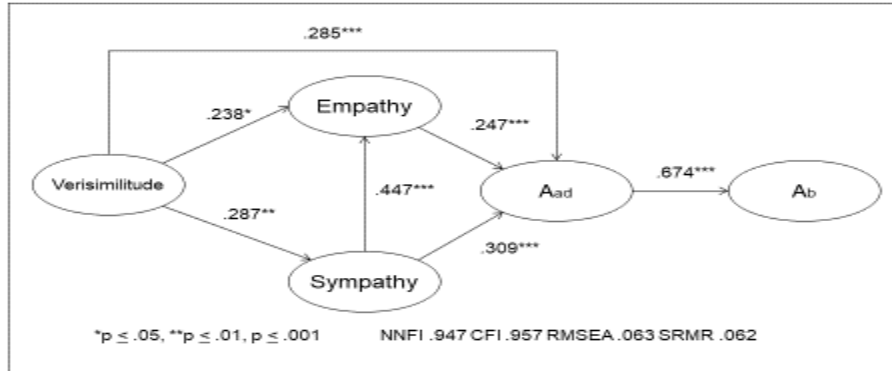 .285***
Empathy
.238*
.247***
Verisimilitude
.447***
Aad
.674***
Ab
.287**
.309***
Sympathy
*p ≤ .05, **p ≤ .01, p ≤ .001 NNFI .947 CFI .957 RMSEA .063 SRMR .062